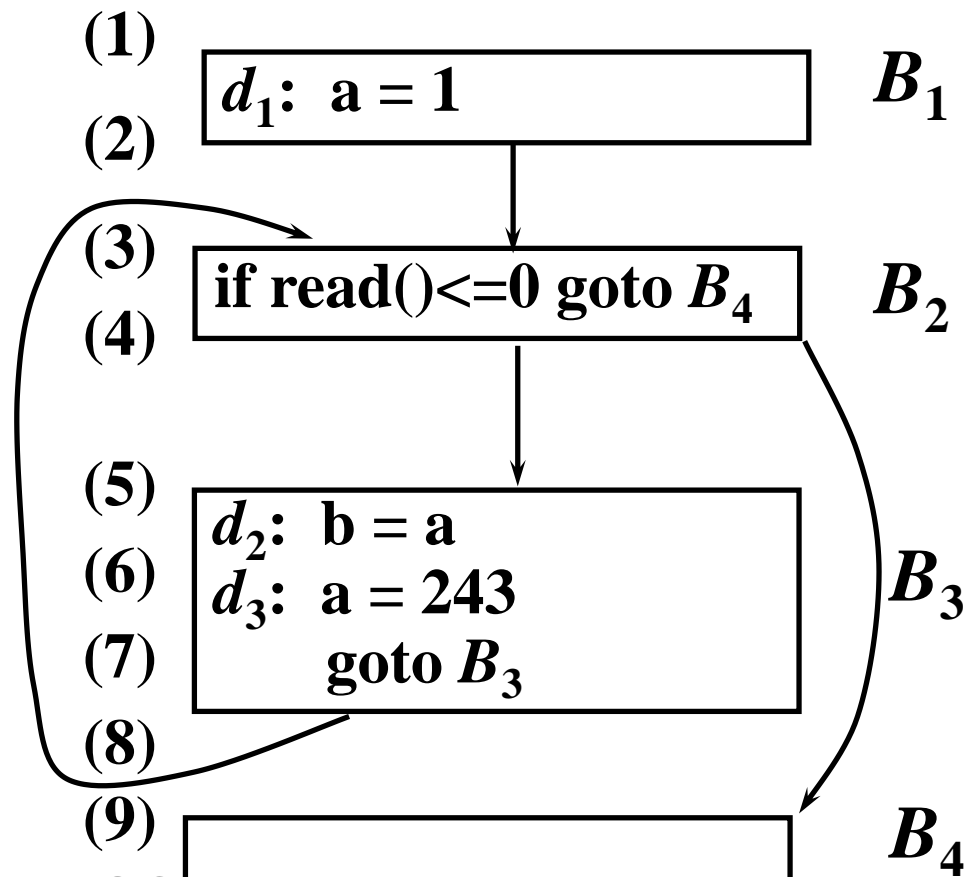 (1)
d1: a = 1 B1
(2)
(3)
if read()<=0 goto B4 B2
(4)
(5)
d2: b = a
(6)
d3: a = 243 B3
(7)
goto B3
(8)
(9)
B4